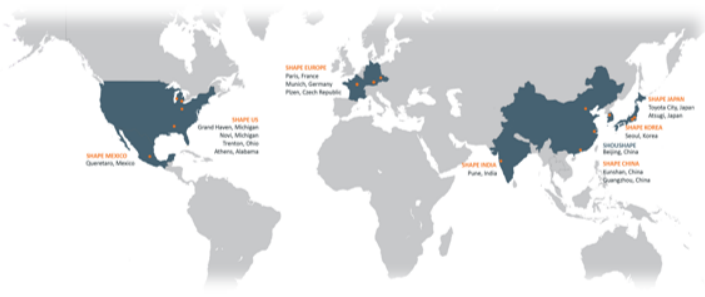 SHAPE EUROPE
Paris, France
Munich, Germany
Plzen, Czech Republic
SHAPE US
Grand Haven, Michigan
Novi, Michigan
Trenton, Ohio
Athens, Alabama
SHAPE MEXICO
Queretaro, Mexico
SHAPE INDIA
Pune, India
SHAPE JAPAN
Toyota City, Japan
Atsugi, Japan
SHAPE KOREA
Seoul, Korea
SHOUSHAPE
Beijing, China
SHAPE CHINA
Kunshan, China
Guangzhou, China